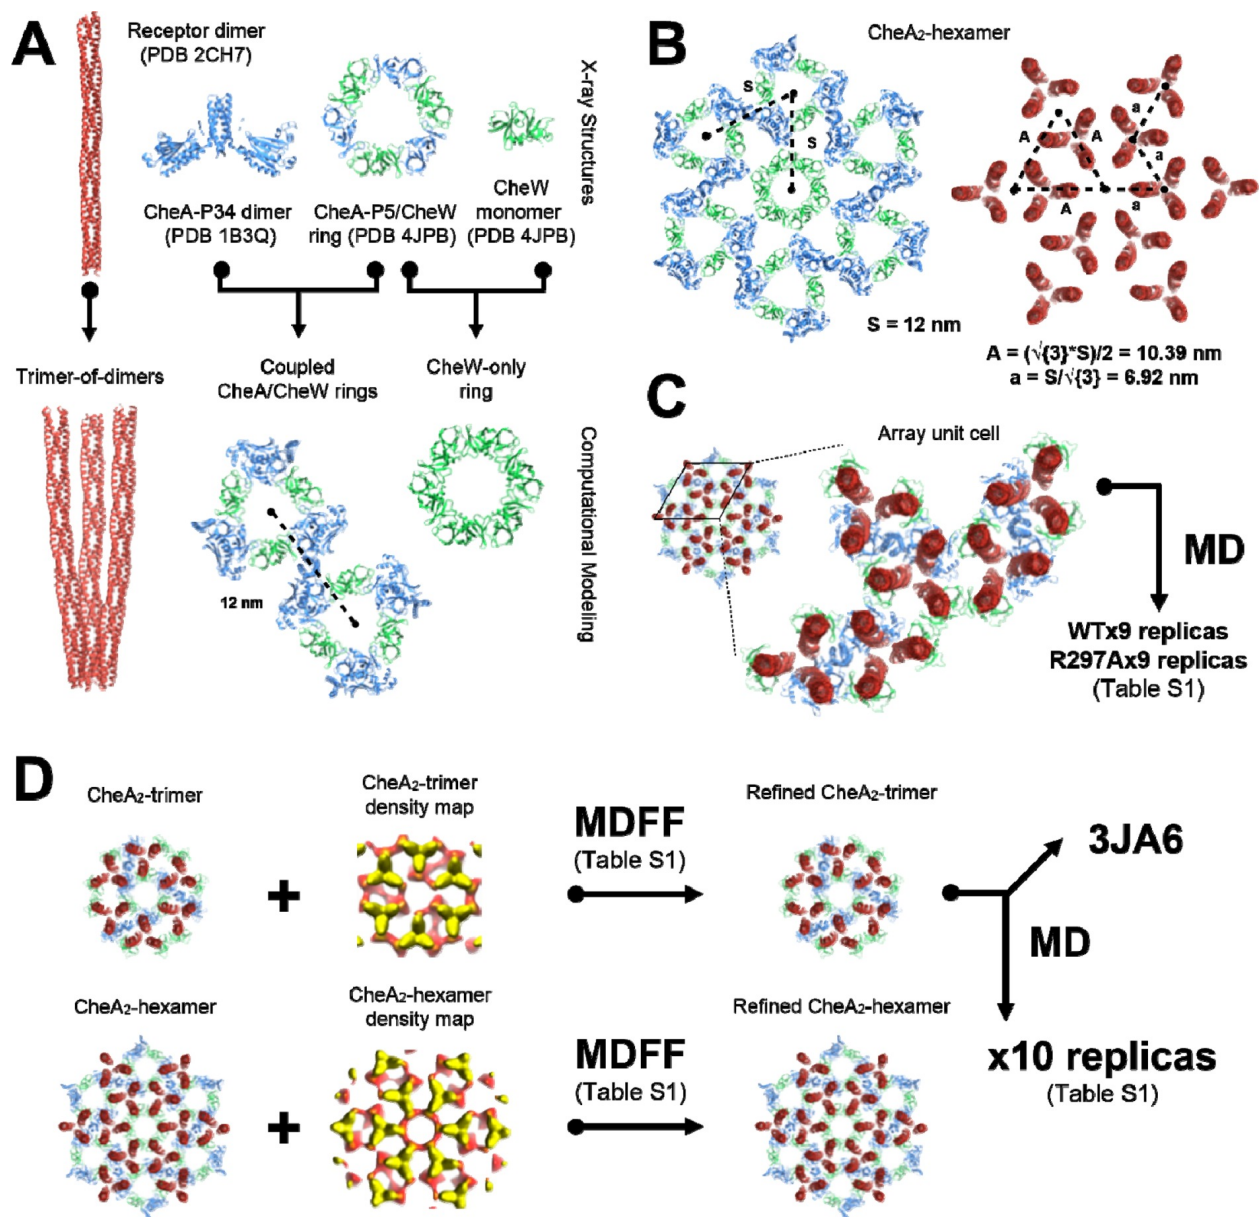 A
Receptor dimer
(PDB 2CH7)
X-ray Structures
CheA-P34 dimer
(PDB 1B3Q)
CheA-P5/CheW
ring (PDB 4JPB)
CheW
monomer
(PDB 4JPB)
Trimer-of-dimers
Coupled
CheA/CheW rings
CheW-only
ring
12 nm
Computational Modeling
B
CheA₂-hexamer
S
S
S = 12 nm
A
A
A
a
a
a
A = (√{3}*S)/2 = 10.39 nm
a = S/√{3} = 6.92 nm
C
Array unit cell
MD
WTx9 replicas
R297Ax9 replicas
(Table S1)
D
CheA₂-trimer
+
CheA₂-trimer
density map
MDFF
(Table S1)
Refined CheA₂-trimer
3JA6
MD
x10 replicas
(Table S1)
CheA₂-hexamer
+
CheA₂-hexamer
density map
MDFF
(Table S1)
Refined CheA₂-hexamer